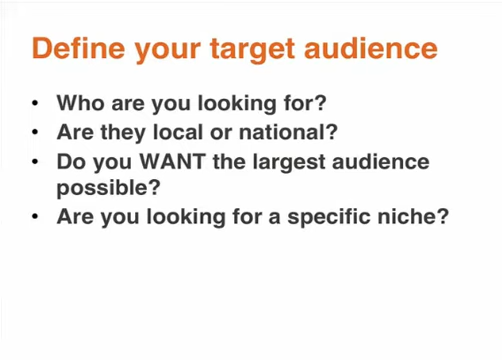 Define your target audience
• Who are you looking for?
• Are they local or national?
• Do you WANT the largest audience
possible?
• Are you looking for a specific niche?